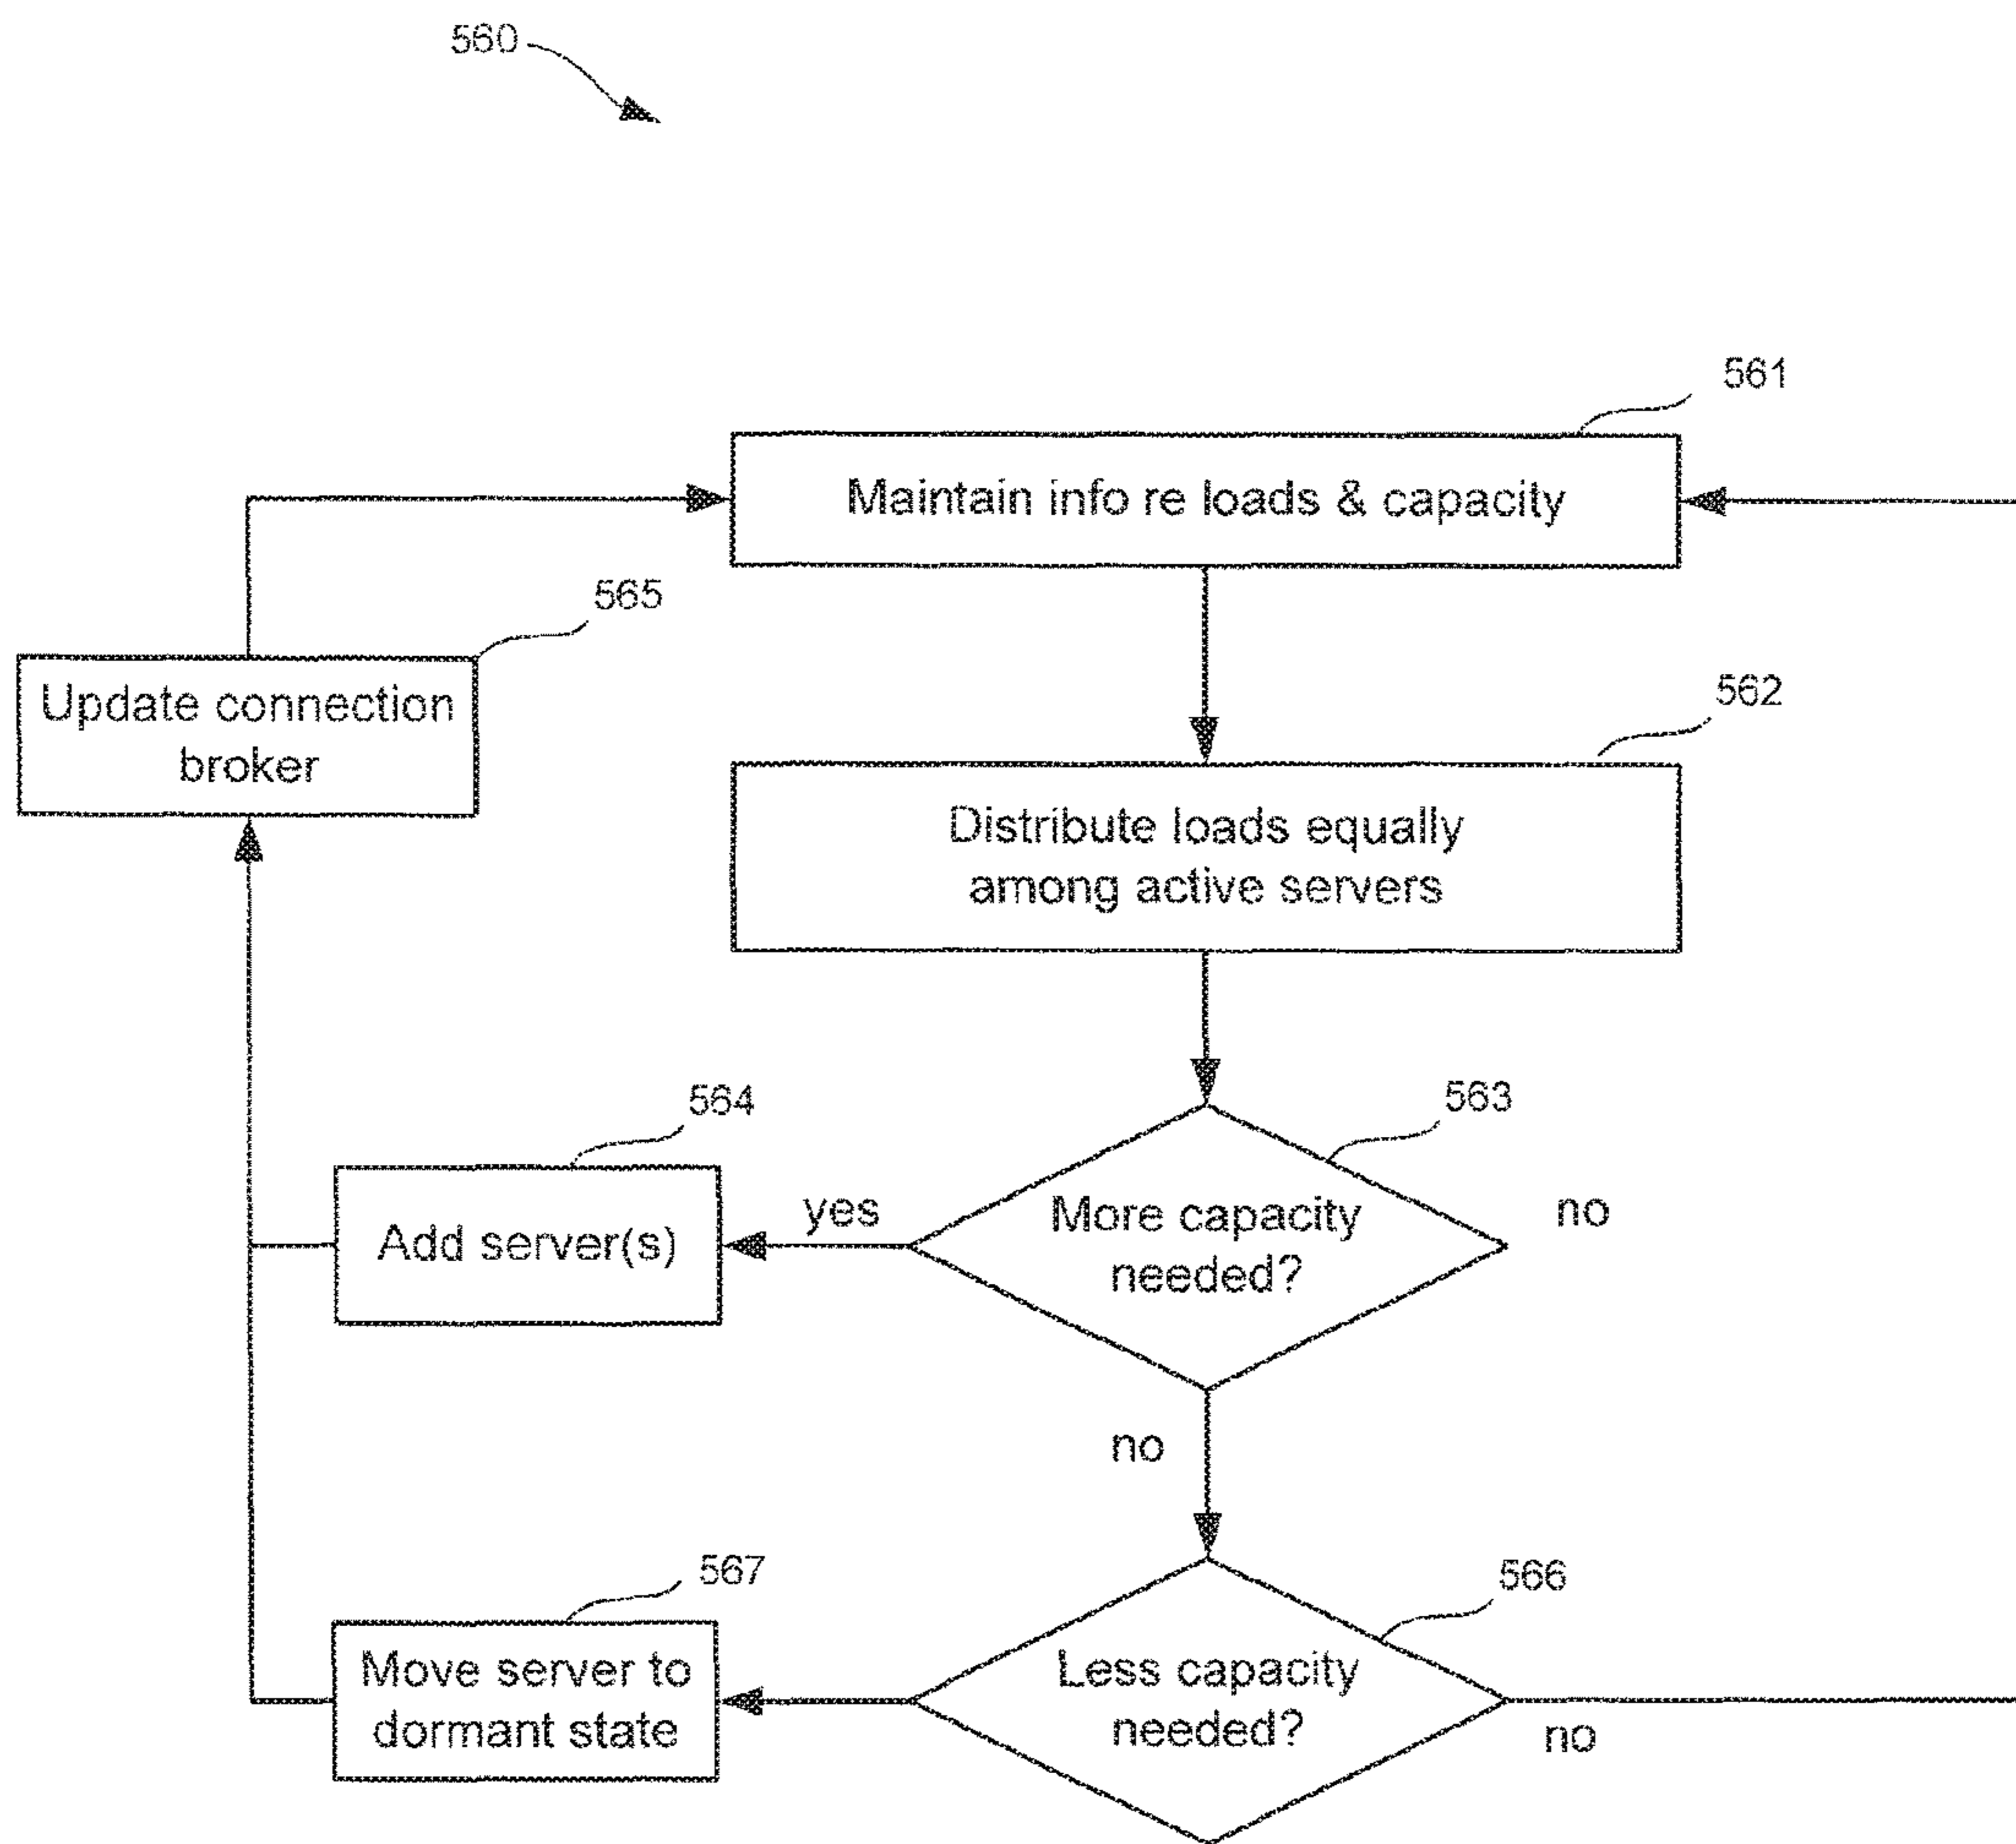 560
561
Maintain info re loads & capacity
565
Update connection
broker
562
Distribute loads equally
among active servers
564
Add server(s)
yes
563
More capacity
needed?
no
no
567
Move server to
dormant state
566
Less capacity
needed?
no